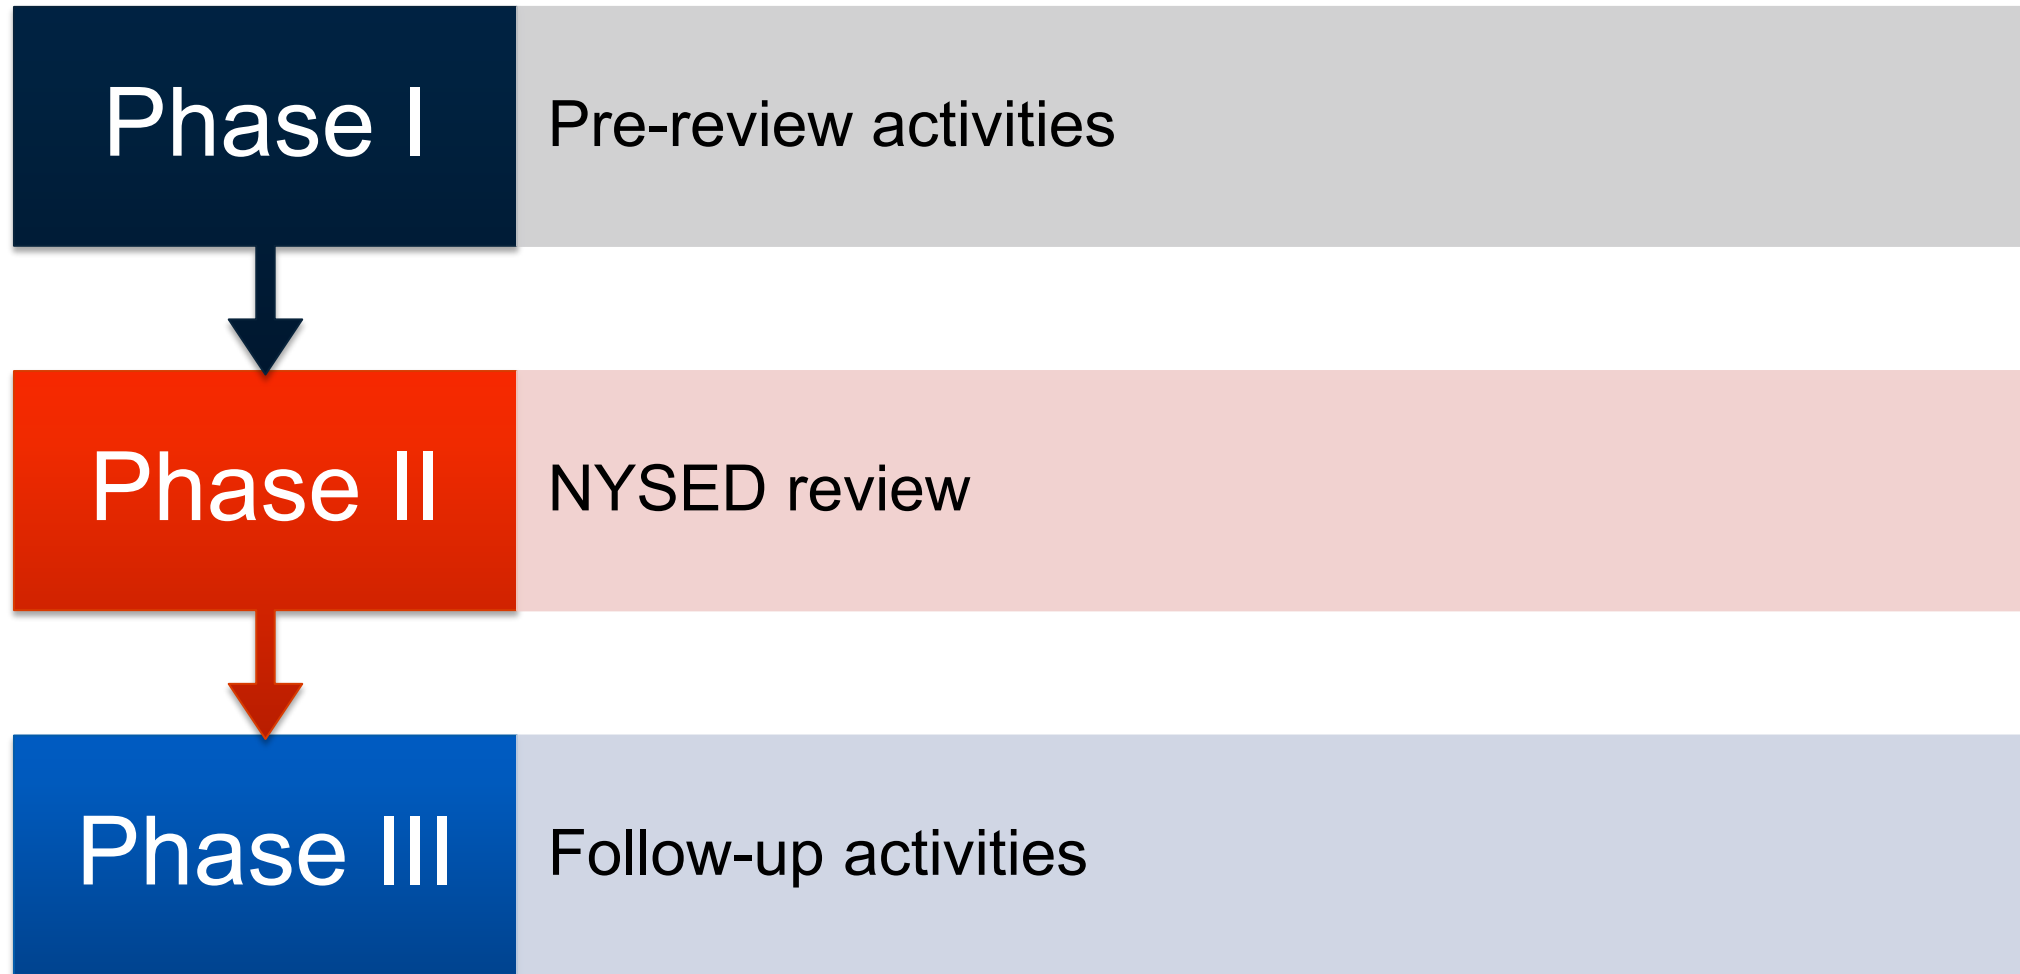 Phase I
Pre-review activities
Phase II
NYSED review
Phase III
Follow-up activities